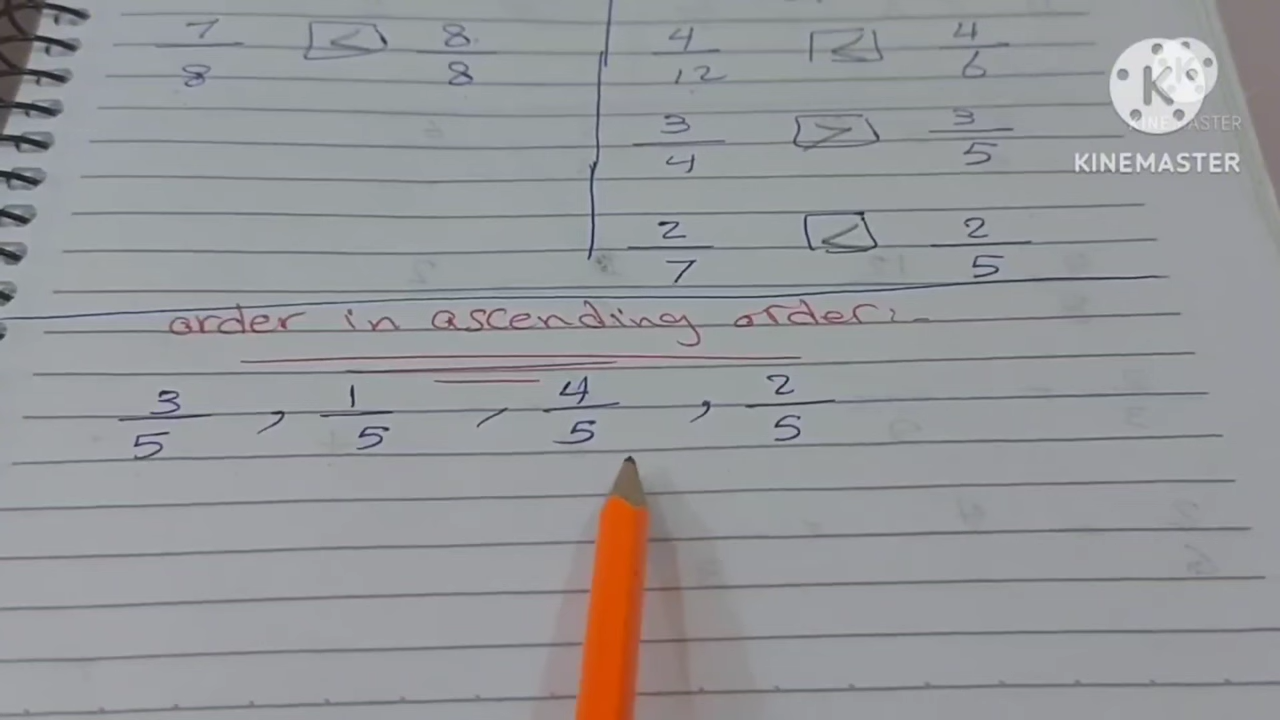 7/8 < 8/8
4/12 < 4/6
3/4 > 3/5
2/7 < 2/5
order in ascending order:-
3/5 , 1/5 , 4/5 , 2/5
KINEMASTER
KINEMASTER